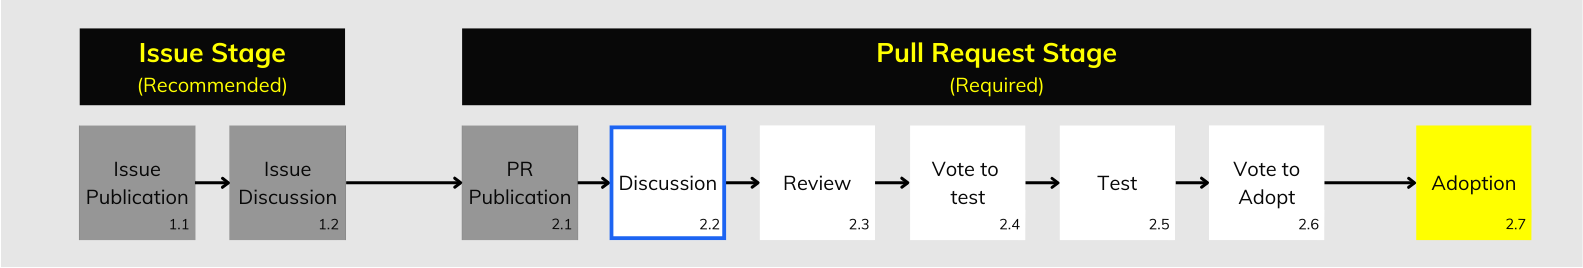 Issue Stage
(Recommended)
Pull Request Stage
(Required)
Issue
Publication
1.1
Issue
Discussion
1.2
PR
Publication
2.1
Discussion
2.2
Review
2.3
Vote to
test
2.4
Test
2.5
Vote to
Adopt
2.6
Adoption
2.7